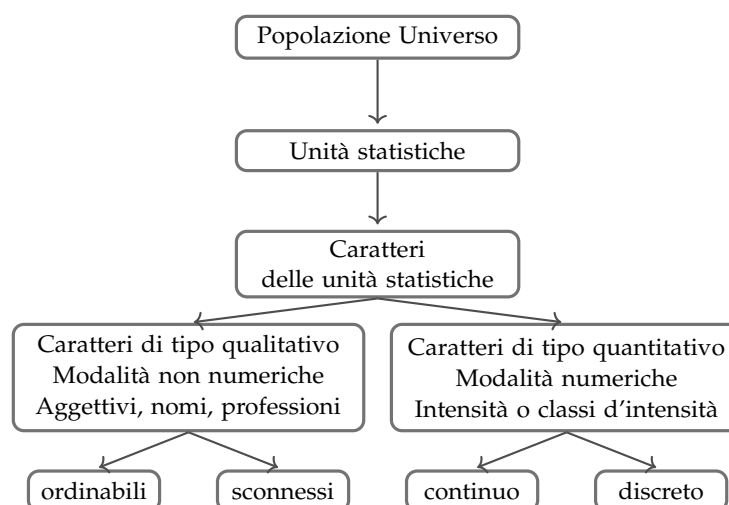 Popolazione Universo
Unità statistiche
Caratteri
delle unità statistiche
Caratteri di tipo qualitativo
Modalità non numeriche
Aggettivi, nomi, professioni
Caratteri di tipo quantitativo
Modalità numeriche
Intensità o classi d'intensità
ordinabili
sconnessi
continuo
discreto